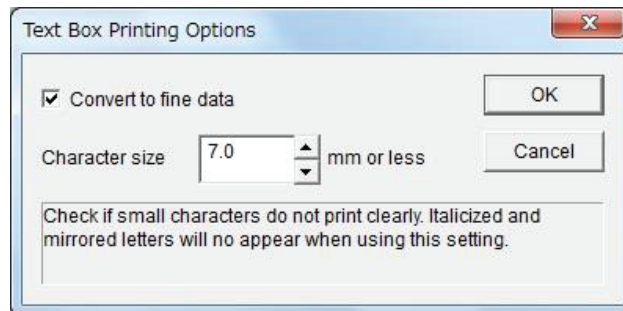 Text Box Printing Options
Convert to fine data
OK
Character size 7.0 mm or less
Cancel
Check if small characters do not print clearly. Italicized and
mirrored letters will no appear when using this setting.